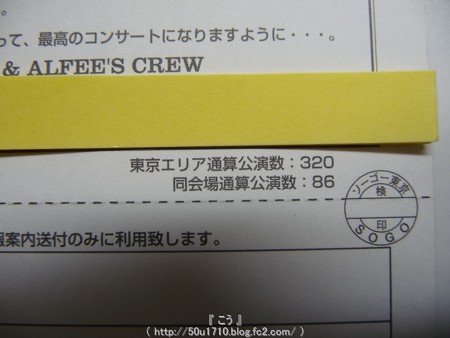 って、最高のコンサートになりますように・・・。
& ALFEE'S CREW
東京エリア通算公演数：320
同会場通算公演数：86
ソーゴー東京
検
印
SOGO
案内送付のみに利用致します。
『 こう 』
( http://50u1710.blog.fc2.com/ )